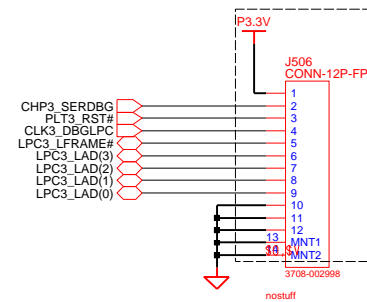 P3.3V
J506
CONN-12P-FP
CHP3_SERDBG
PLT3_RST#
CLK3_DBGLPC
LPC3_LFRAME#
LPC3_LAD(3)
LPC3_LAD(2)
LPC3_LAD(1)
LPC3_LAD(0)
1
2
3
4
5
6
7
8
9
10
11
12
13 MNT1
14 MNT2
3708-002998
nostuff